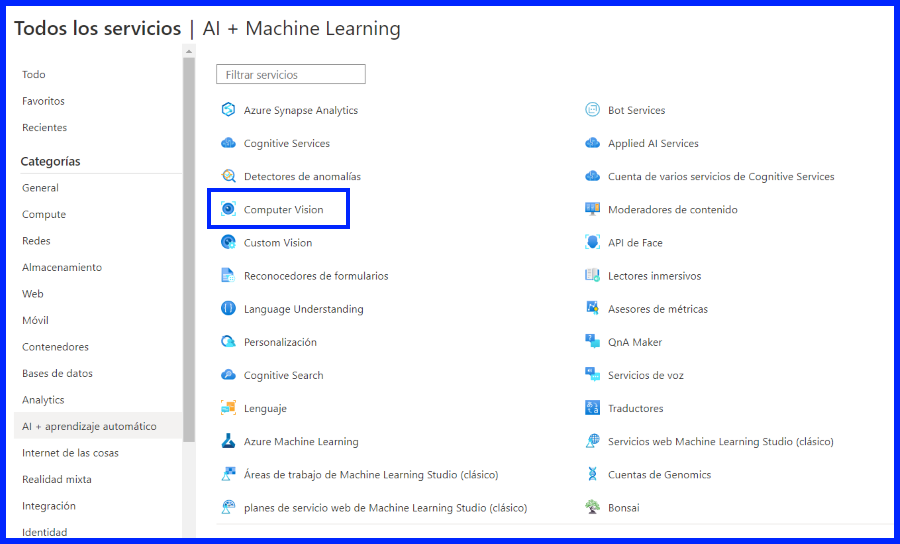 Todos los servicios | AI + Machine Learning
Todo
Favoritos
Recientes
Categorías
General
Compute
Redes
Almacenamiento
Web
Móvil
Contenedores
Bases de datos
Analytics
AI + aprendizaje automático
Internet de las cosas
Realidad mixta
Integración
Identidad
Filtrar servicios
Azure Synapse Analytics
Cognitive Services
Detectores de anomalías
Computer Vision
Custom Vision
Reconocedores de formularios
Language Understanding
Personalización
Cognitive Search
Lenguaje
Azure Machine Learning
Áreas de trabajo de Machine Learning Studio (clásico)
planes de servicio web de Machine Learning Studio (clásico)
Bot Services
Applied AI Services
Cuenta de varios servicios de Cognitive Services
Moderadores de contenido
API de Face
Lectores inmersivos
Asesores de métricas
QnA Maker
Servicios de voz
Traductores
Servicios web Machine Learning Studio (clásico)
Cuentas de Genomics
Bonsai